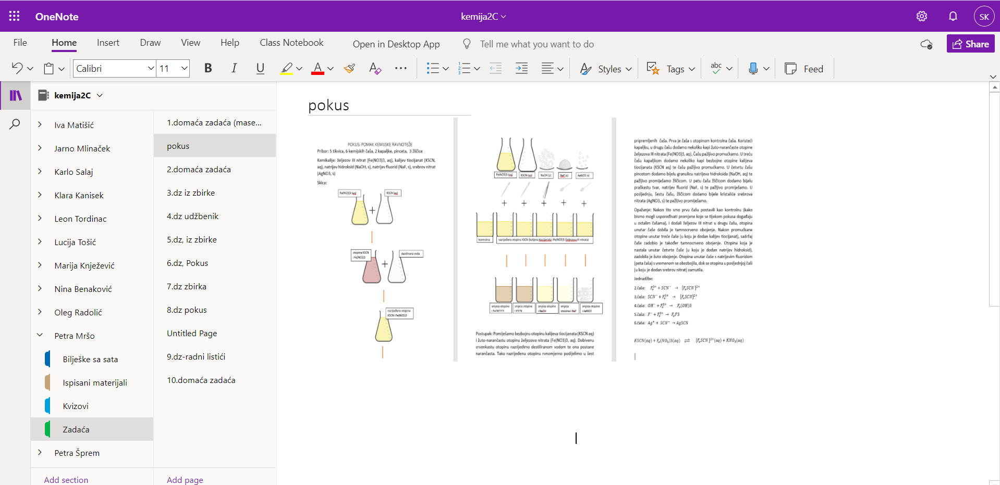 OneNote
kemija2C
SK
File
Home
Insert
Draw
View
Help
Class Notebook
Open in Desktop App
Tell me what you want to do
Share
Calibri
11
B
I
U
Styles
Tags
abc
Feed
kemija2C
Iva Matišić
Jarno Mlinaček
Karlo Salaj
Klara Kanisek
Leon Tordinac
Lucija Tošić
Marija Knježević
Nina Benaković
Oleg Radolić
Petra Mršo
Bilješke sa sata
Ispisani materijali
Kvizovi
Zadaća
Petra Šprem
Add section
1.domaća zadaća (mase...
pokus
2.domaća zadaća
3.dz iz zbirke
4.dz udžbenik
5.dz, iz zbirke
6.dz, Pokus
7.dz zbirka
8.dz pokus
Untitled Page
9.dz-radni listići
10.domaća zadaća
Add page
pokus
POKUS: POMAK KEMIJSKE RAVNOTEŽE
Pribor: 5 tikvica, 6 kemijskih čaša, 2 kapaljke, pinceta, 3 žličice
Kemikalije: željezov III nitrat (Fe(NO3)3, aq), kalijev tiocijanat (KSCN,
aq), natrijev hidroksid (NaOH, s), natrijev fluorid (NaF, s), srebrov nitrat
(AgNO3, s)
Skica:
Fe(NO3)3 (aq)
KSCN (aq)
+
otopina KSCN
i Fe(NO3)3
destilirana voda
+
razrijeđena otopina
KSCN i Fe(NO3)3
Fe(NO3)3 (aq)
KSCN (aq)
NaOH (s)
NaF (s)
AgNO3 (s)
+ + + + +
kontrolna
razrijeđena otopina KSCN (kalijeva tiocijanata i Fe(NO3)3 (željezova III nitrata)
smjesa otopine
i Fe(NO3)3
smjesa otopine
i KSCN
smjesa otopine
i NaOH
smjesa
otopine i NaF
smjesa otopine
i AgNO3
Postupak: Pomiješamo bezbojnu otopinu kalijeva tiocijanata (KSCN aq)
i žuto-narančastu otopinu željezova nitrata (Fe(NO3)3, aq). Dobivenu
crvenkastu otopinu razrijedimo destiliranom vodom te ona postane
narančasta. Tako razrijeđenu otopinu rvnomjerno podijelimo u šest
pripremljenih čaša. Prva je čaša s otopinom kontrolna čaša. Koristeći
kapaljku, u drugu čašu dodamo nekoliko kapi žuto-narančaste otopine
željezova III nitrata (Fe(NO3)3, aq). Čašu pažljivo promućkamo. U treću
čašu kapaljkom dodamo nekoliko kapi bezbojne otopine kalijeva
tiocijanata (KSCN aq) te čašu pažljivo promućkamo. U četvrtu čašu
pincetom dodamo bijelu granulicu natrijeva hidroksida (NaOH, aq) te
pažljivo promiješamo žličicom. U petu čašu žličicom dodamo bijelu
praškastu tvar, natrijev fluorid (NaF, s) te pažljivo promiješamo. U
posljednju, šestu čašu, žličicom dodamo bijele kristaliće srebrova
nitrata (AgNO3, s) te pažljivo promiješamo.
Opažanje: Nakon što smo prvu čašu postavili kao kontrolnu (kako
bismo mogli uspoređivati promjene koje se tijekom pokusa događaju
u ostalim čašama), i dodali željezov III nitrat u drugu čašu, otopina
unutar čaše dobila je tamnocrveno obojenje. Nakon promućkane
otopine unutar treće čaše (u koju je dodan kalijev tiocijanat), sadržaj
čaše zadobio je također tamnocrveno obojenje. Otopina koja je
nastala unutar četvrte čaše (u koju je dodan natrijev hidroksid),
zadobila je žuto obojenje. Otopina unutar čaše s natrijevim fluoridom
(peta čaša) s vremenom se obezbojila, dok se otopina u posljednjoj čaši
(u koju je dodan srebrov nitrat) zamutila.
Jednadžbe:
2.čaša: F_e^3+ + SCN^- → [F_eSCN]^2+
3.čaša: SCN^- + F_e^3+ → [F_eSCN]^2+
4.čaša: OH^- + F_e^3+ → F_e(OH)3
5.čaša: F^- + F_e^3+ → F_eF3
6.čaša: Ag^+ + SCN^- → AgSCN
KSCN(aq) + F_e(NO_3)3(aq) ⇌ [F_eSCN]^2+(aq) + KNO_3(aq)